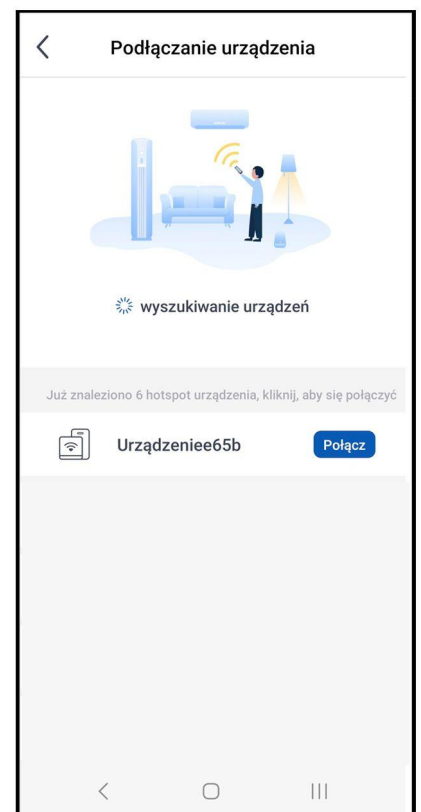 Podłączanie urządzenia
wyszukiwanie urządzeń
Już znaleziono 6 hotspot urządzenia, kliknij, aby się połączyć
Urządzeniee65b
Połącz